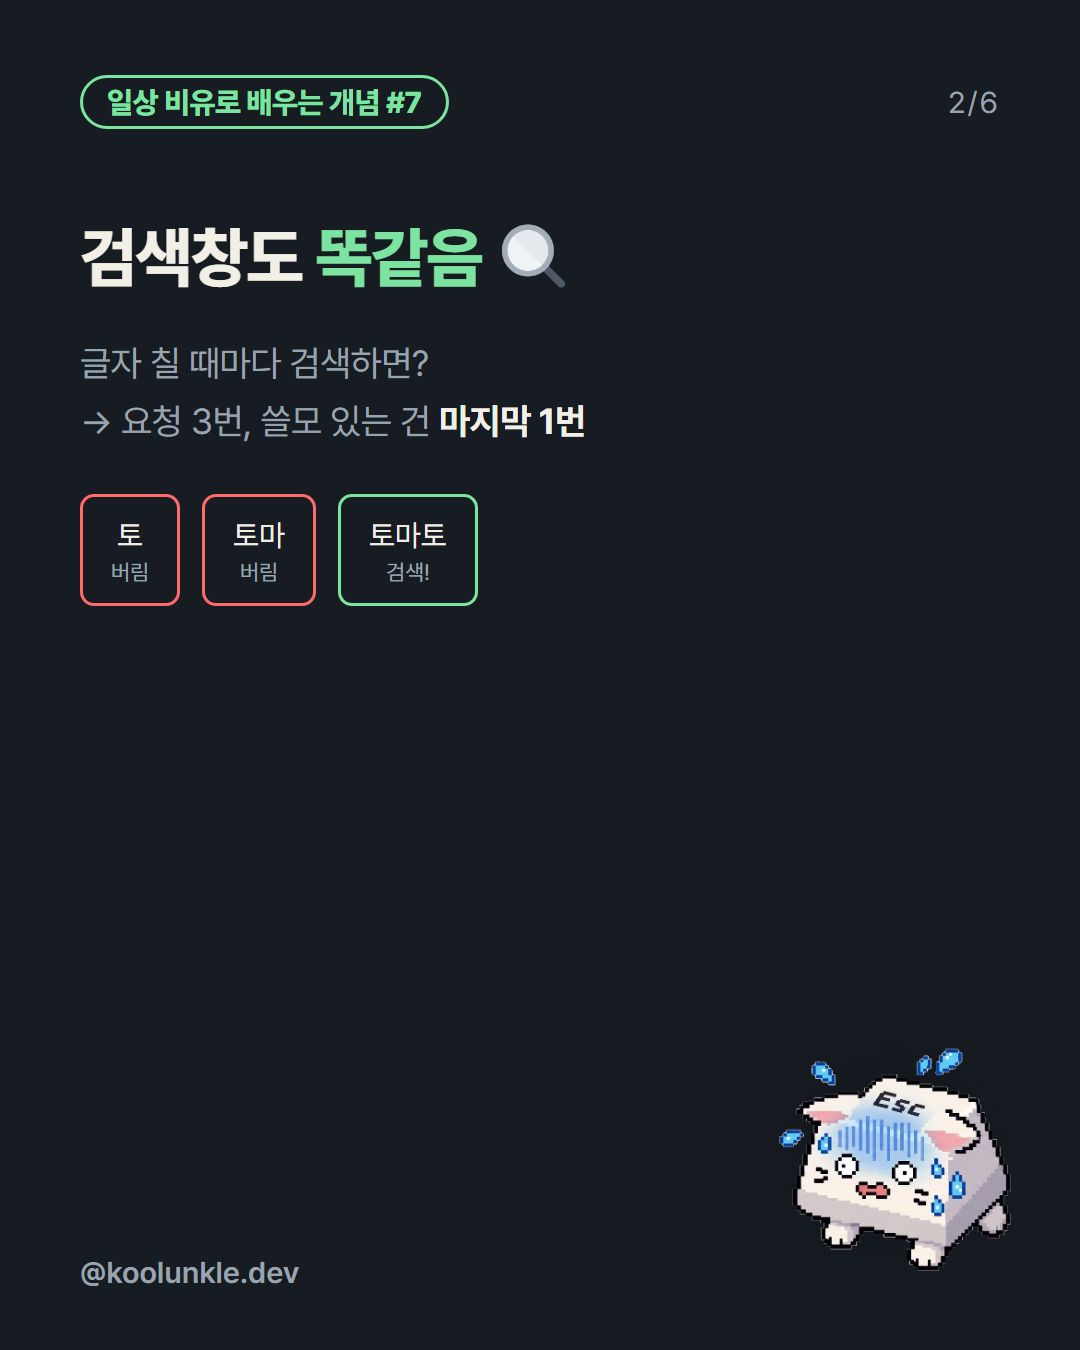 일상 비유로 배우는 개념 #7
2/6
검색창도 똑같음
글자 칠 때마다 검색하면?
→ 요청 3번, 쓸모 있는 건 마지막 1번
토
버림
토마
버림
토마토
검색!
Esc
@koolunkle.dev